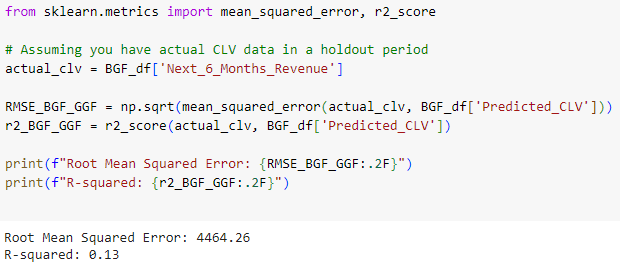 from sklearn.metrics import mean_squared_error, r2_score
# Assuming you have actual CLV data in a holdout period
actual_clv = BGF_df['Next_6_Months_Revenue']
RMSE_BGF_GGF = np.sqrt(mean_squared_error(actual_clv, BGF_df['Predicted_CLV']))
r2_BGF_GGF = r2_score(actual_clv, BGF_df['Predicted_CLV'])
print(f"Root Mean Squared Error: {RMSE_BGF_GGF:.2F}")
print(f"R-squared: {r2_BGF_GGF:.2F}")
Root Mean Squared Error: 4464.26
R-squared: 0.13